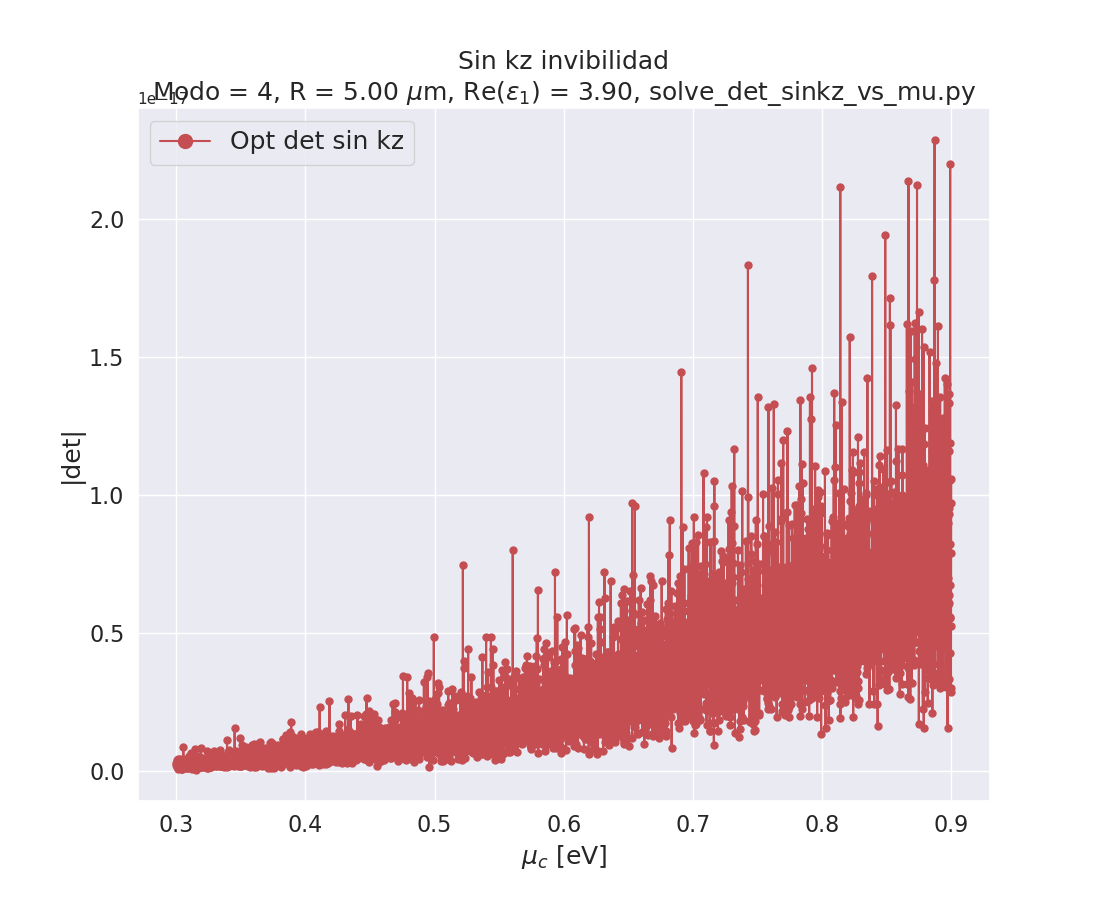 Sin kz invibilidad
Modo = 4, R = 5.00 μm, Re(ε₁) = 3.90, solve_det_sinkz_vs_mu.py
1e−17
Opt det sin kz
2.0
1.5
1.0
0.5
0.0
|det|
0.3 0.4 0.5 0.6 0.7 0.8 0.9
μ_c [eV]